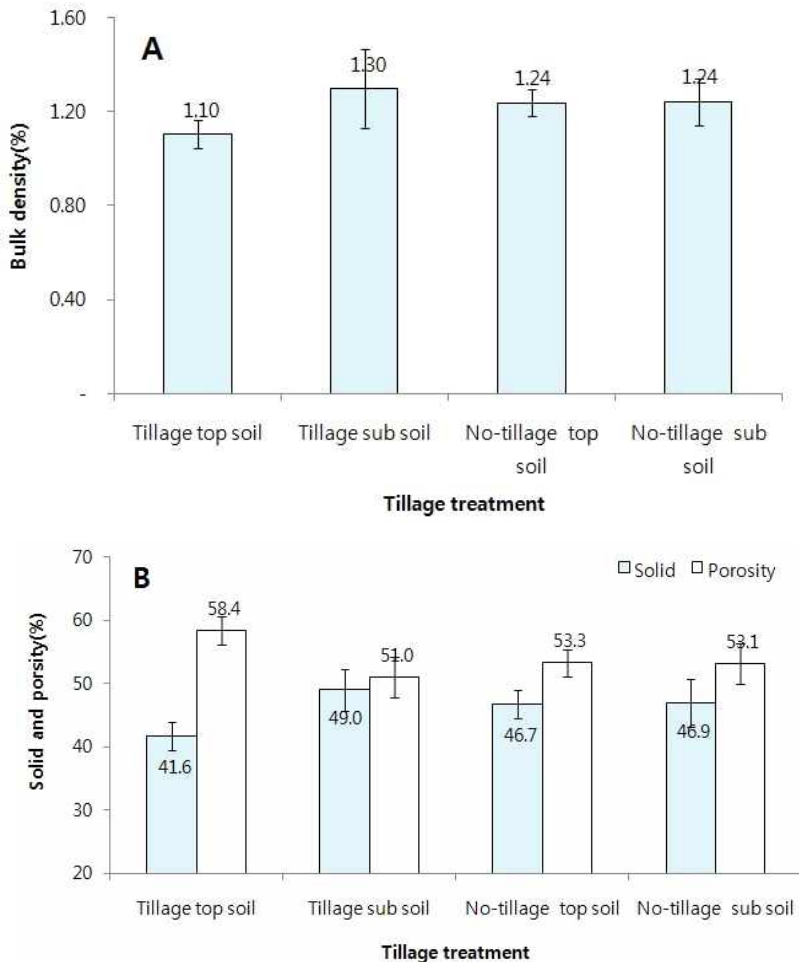 A
1.60
1.20
0.80
0.40
-
Bulk density(%)
1.10
1.30
1.24
1.24
Tillage top soil
Tillage sub soil
No-tillage top
soil
No-tillage sub
soil
Tillage treatment
B
Solid Porosity
70
60
50
40
30
20
Solid and porsity(%)
41.6
58.4
49.0
51.0
46.7
53.3
46.9
53.1
Tillage top soil
Tillage sub soil
No-tillage top soil
No-tillage sub soil
Tillage treatment